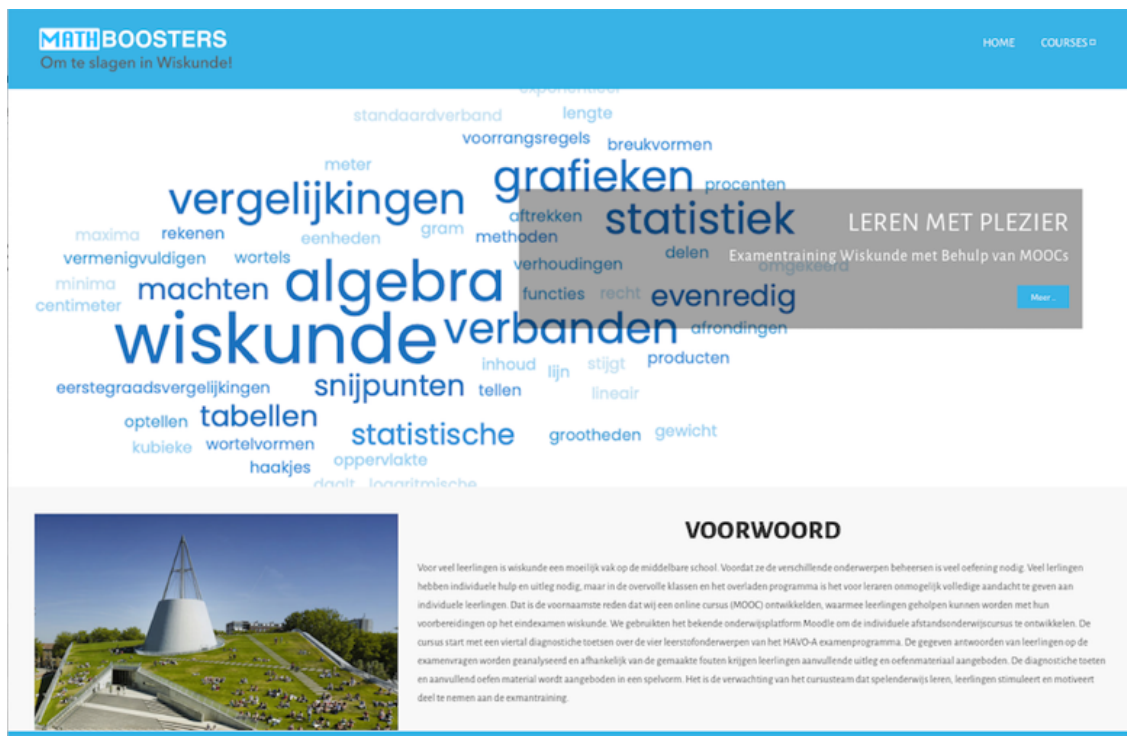 MATHBOOSTERS
Om te slagen in Wiskunde!
HOME COURSES
exponentieel
standaardverband lengte
voorrangsregels breukvormen
meter
vergelijkingen grafieken procenten
aftrekken statistiek
maxima rekenen eenheden gram methoden
vermenigvuldigen wortels verhoudingen delen omgekeerd
minima machten algebra functies recht evenredig
centimeter
wiskunde verbanden afrondingen
inhoud lijn stijgt producten
eerstegraadsvergelijkingen snijpunten tellen lineair
optellen tabellen
kubieke wortelvormen statistische grootheden gewicht
haakjes oppervlakte
daalt logaritmische
LEREN MET PLEZIER
Examentraining Wiskunde met Behulp van MOOCs
Meer ..
VOORWOORD
Voor veel leerlingen is wiskunde een moeilijk vak op de middelbare school. Voordat ze de verschillende onderwerpen beheersen is veel oefening nodig. Veel lerlingen
hebben individuele hulp en uitleg nodig, maar in de overvolle klassen en het overladen programma is het voor leraren onmogelijk volledige aandacht te geven aan
individuele leerlingen. Dat is de voornaamste reden dat wij een online cursus (MOOC) ontwikkelden, waarmee leerlingen geholpen kunnen worden met hun
voorbereidingen op het eindexamen wiskunde. We gebruikten het bekende onderwijsplatform Moodle om de individuele afstandsonderwijscursus te ontwikkelen. De
cursus start met een viertal diagnostiche toetsen over de vier leerstofonderwerpen van het HAVO-A examenprogramma. De gegeven antwoorden van leerlingen op de
examenvragen worden geanalyseerd en afhankelijk van de gemaakte fouten krijgen leerlingen aanvullende uitleg en oefenmateriaal aangeboden. De diagnostiche toeten
en aanvullend oefen material wordt aangeboden in een spelvorm. Het is de verwachting van het cursusteam dat spelenderwijs leren, leerlingen stimuleert en motiveert
deel te nemen aan de exmantraining.